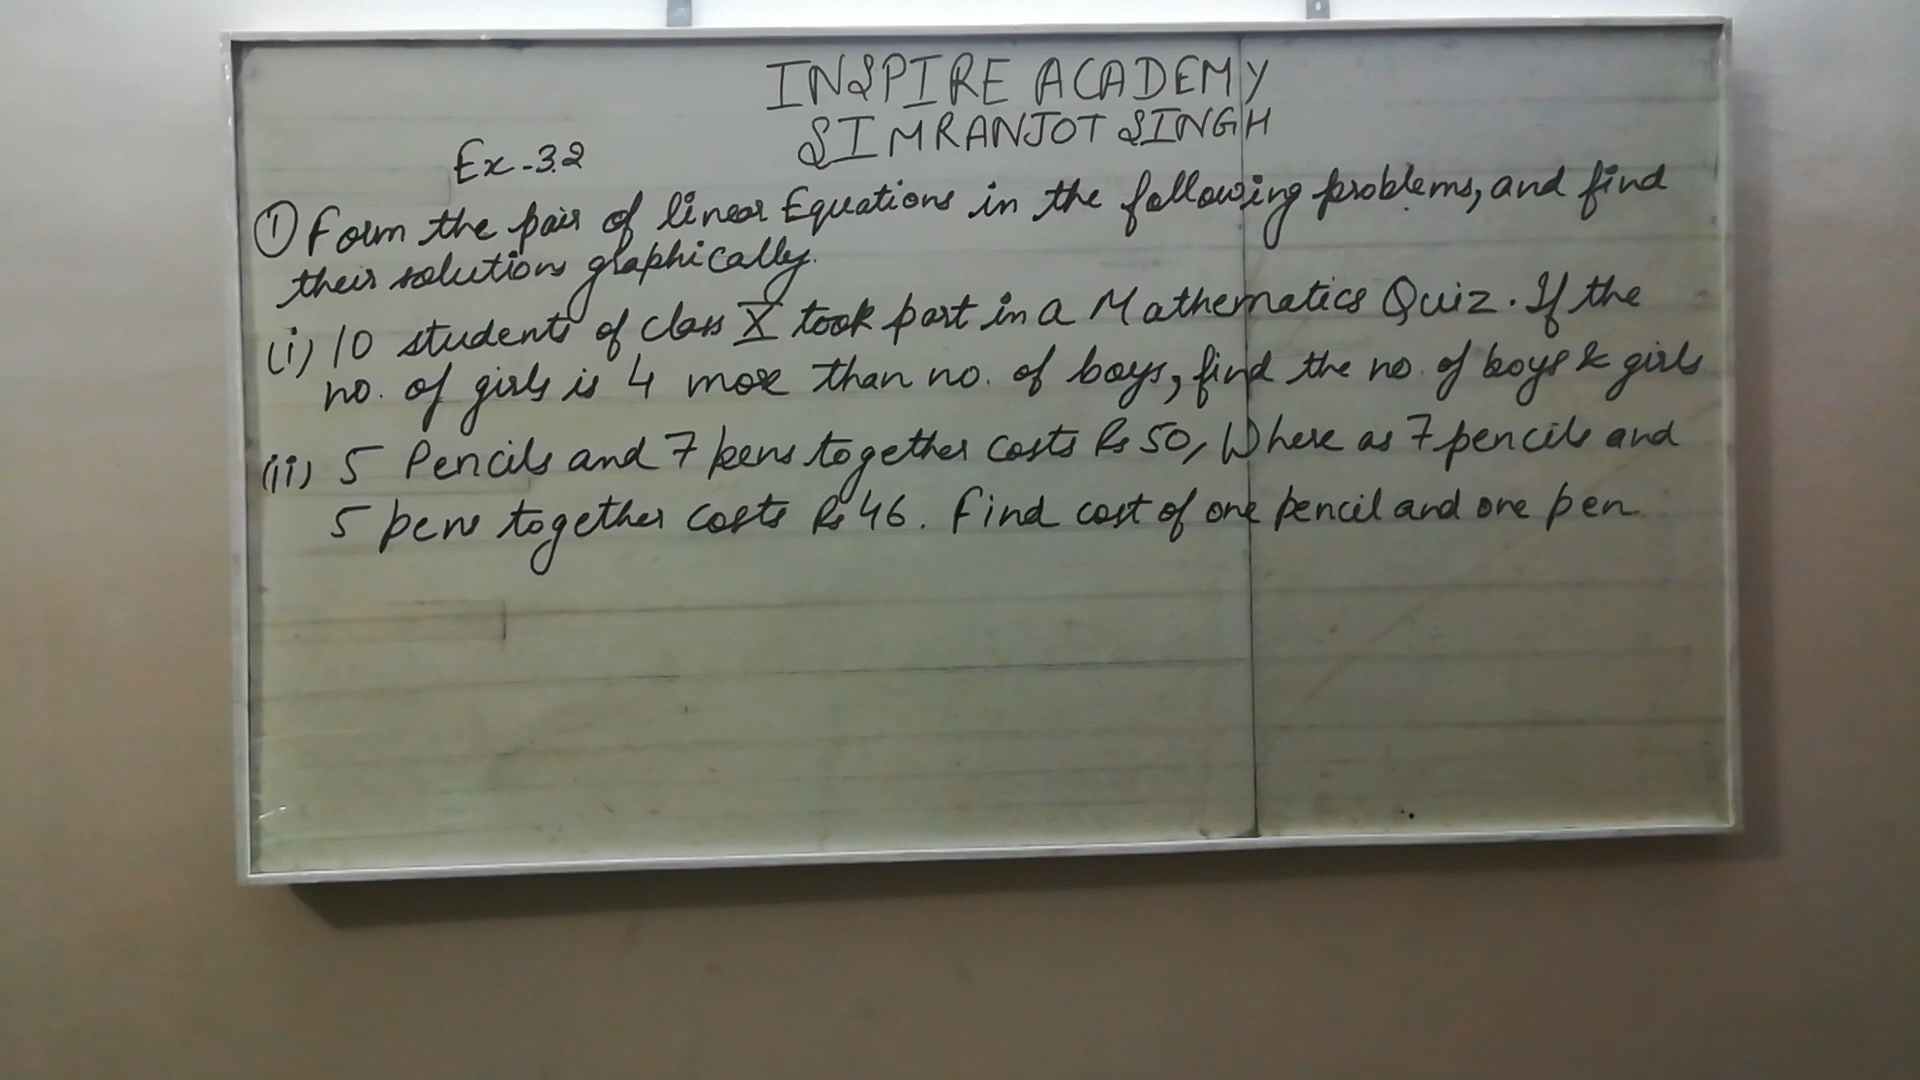 INSPIRE ACADEMY
SIMRANJOT SINGH
Ex-3.2
① Form the pair of linear Equations in the following problems, and find
their solutions graphically.
(i) 10 students of class X took part in a Mathematics Quiz. If the
no. of girls is 4 more than no. of boys, find the no. of boys & girls
(ii) 5 Pencils and 7 pens together costs Rs 50, Where as 7 pencils and
5 pens together costs Rs 46. Find cost of one pencil and one pen.